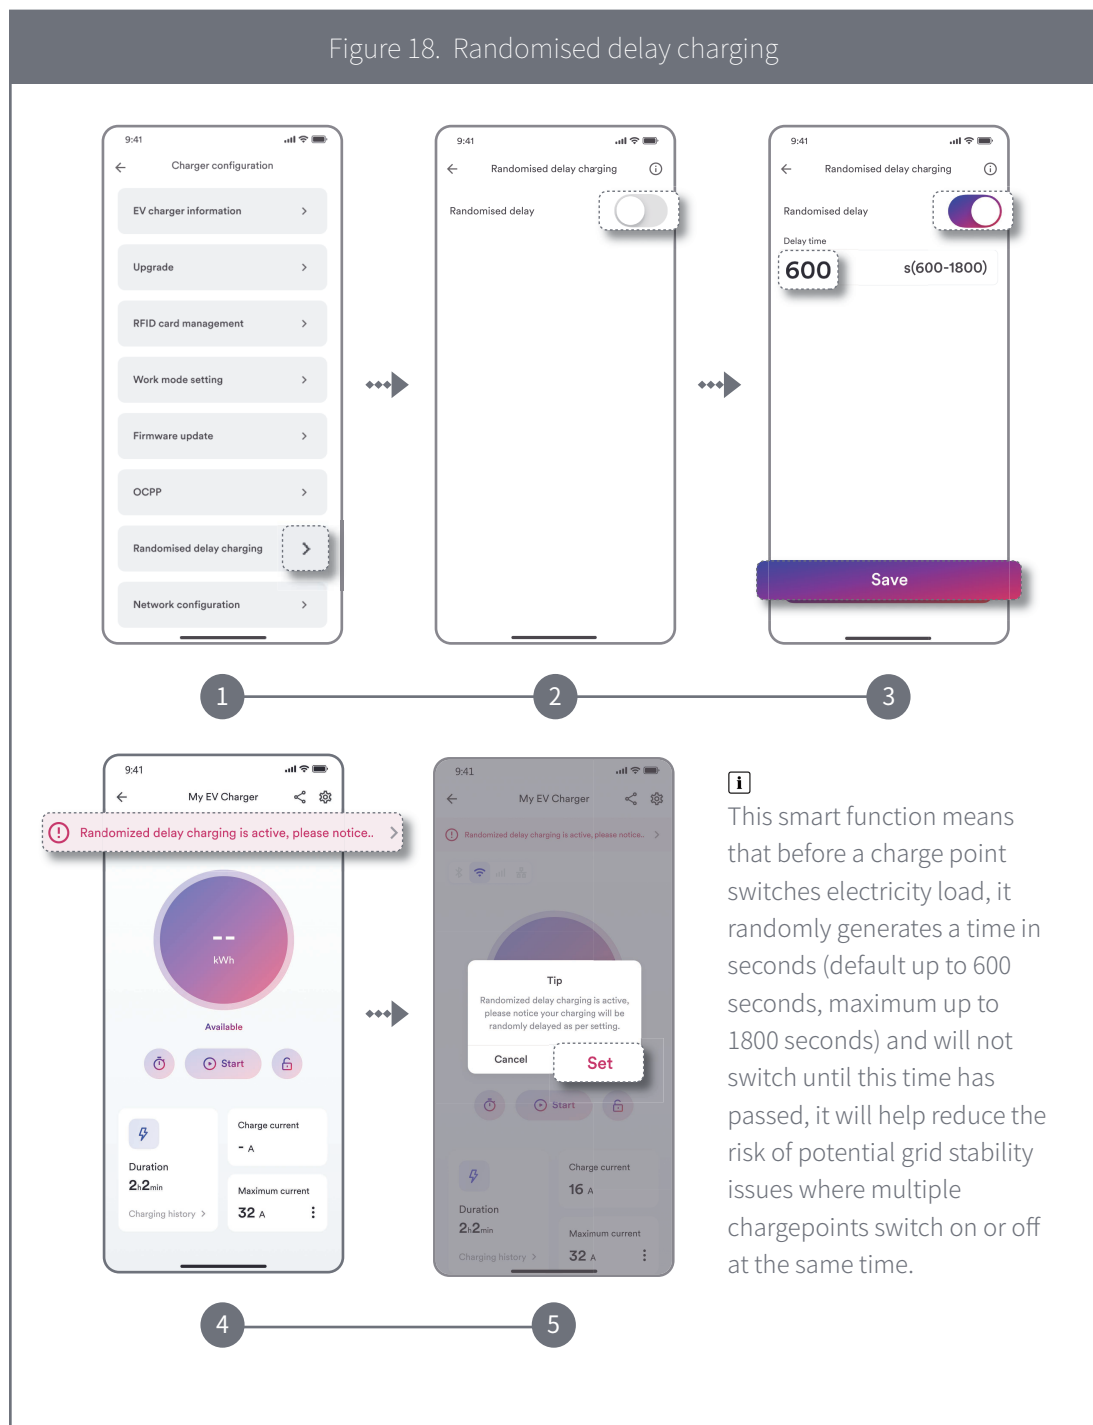 Figure 18. Randomised delay charging
9:41
Charger configuration
EV charger information
Upgrade
RFID card management
Work mode setting
Firmware update
OCPP
Randomised delay charging
Network configuration
9:41
Randomised delay charging
Randomised delay
9:41
Randomised delay charging
Randomised delay
Delay time
600 s(600-1800)
Save
1 2 3
9:41
My EV Charger
Randomized delay charging is active, please notice..
--
kWh
Available
Start
Duration
2h2min
Charging history
Charge current
- A
Maximum current
32 A
9:41
My EV Charger
Randomized delay charging is active, please notice..
Tip
Randomized delay charging is active,
please notice your charging will be
randomly delayed as per setting.
Cancel Set
Start
Duration
2h2min
Charging history
Charge current
16 A
Maximum current
32 A
i
This smart function means
that before a charge point
switches electricity load, it
randomly generates a time in
seconds (default up to 600
seconds, maximum up to
1800 seconds) and will not
switch until this time has
passed, it will help reduce the
risk of potential grid stability
issues where multiple
chargepoints switch on or off
at the same time.
4 5